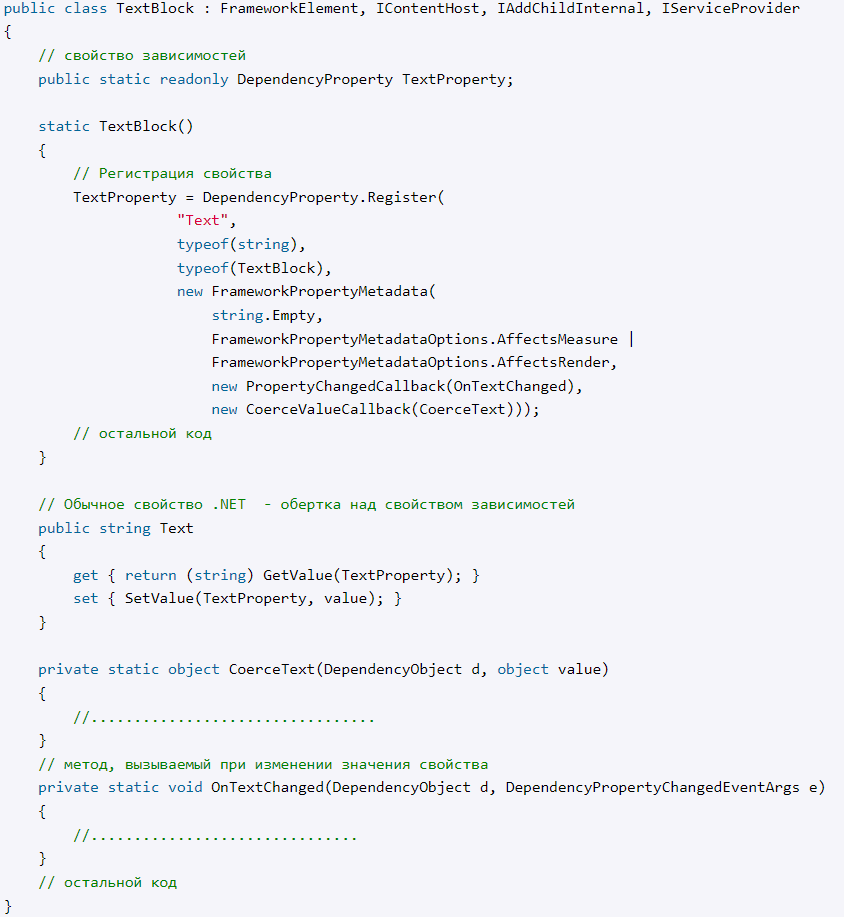 public class TextBlock : FrameworkElement, IContentHost, IAddChildInternal, IServiceProvider
{
    // свойство зависимостей
    public static readonly DependencyProperty TextProperty;

    static TextBlock()
    {
        // Регистрация свойства
        TextProperty = DependencyProperty.Register(
                    "Text",
                    typeof(string),
                    typeof(TextBlock),
                    new FrameworkPropertyMetadata(
                        string.Empty,
                        FrameworkPropertyMetadataOptions.AffectsMeasure |
                        FrameworkPropertyMetadataOptions.AffectsRender,
                        new PropertyChangedCallback(OnTextChanged),
                        new CoerceValueCallback(CoerceText)));
        // остальной код
    }

    // Обычное свойство .NET  - обертка над свойством зависимостей
    public string Text
    {
        get { return (string) GetValue(TextProperty); }
        set { SetValue(TextProperty, value); }
    }

    private static object CoerceText(DependencyObject d, object value)
    {
        //.................................
    }
    // метод, вызываемый при изменении значения свойства
    private static void OnTextChanged(DependencyObject d, DependencyPropertyChangedEventArgs e)
    {
        //...............................
    }
    // остальной код
}